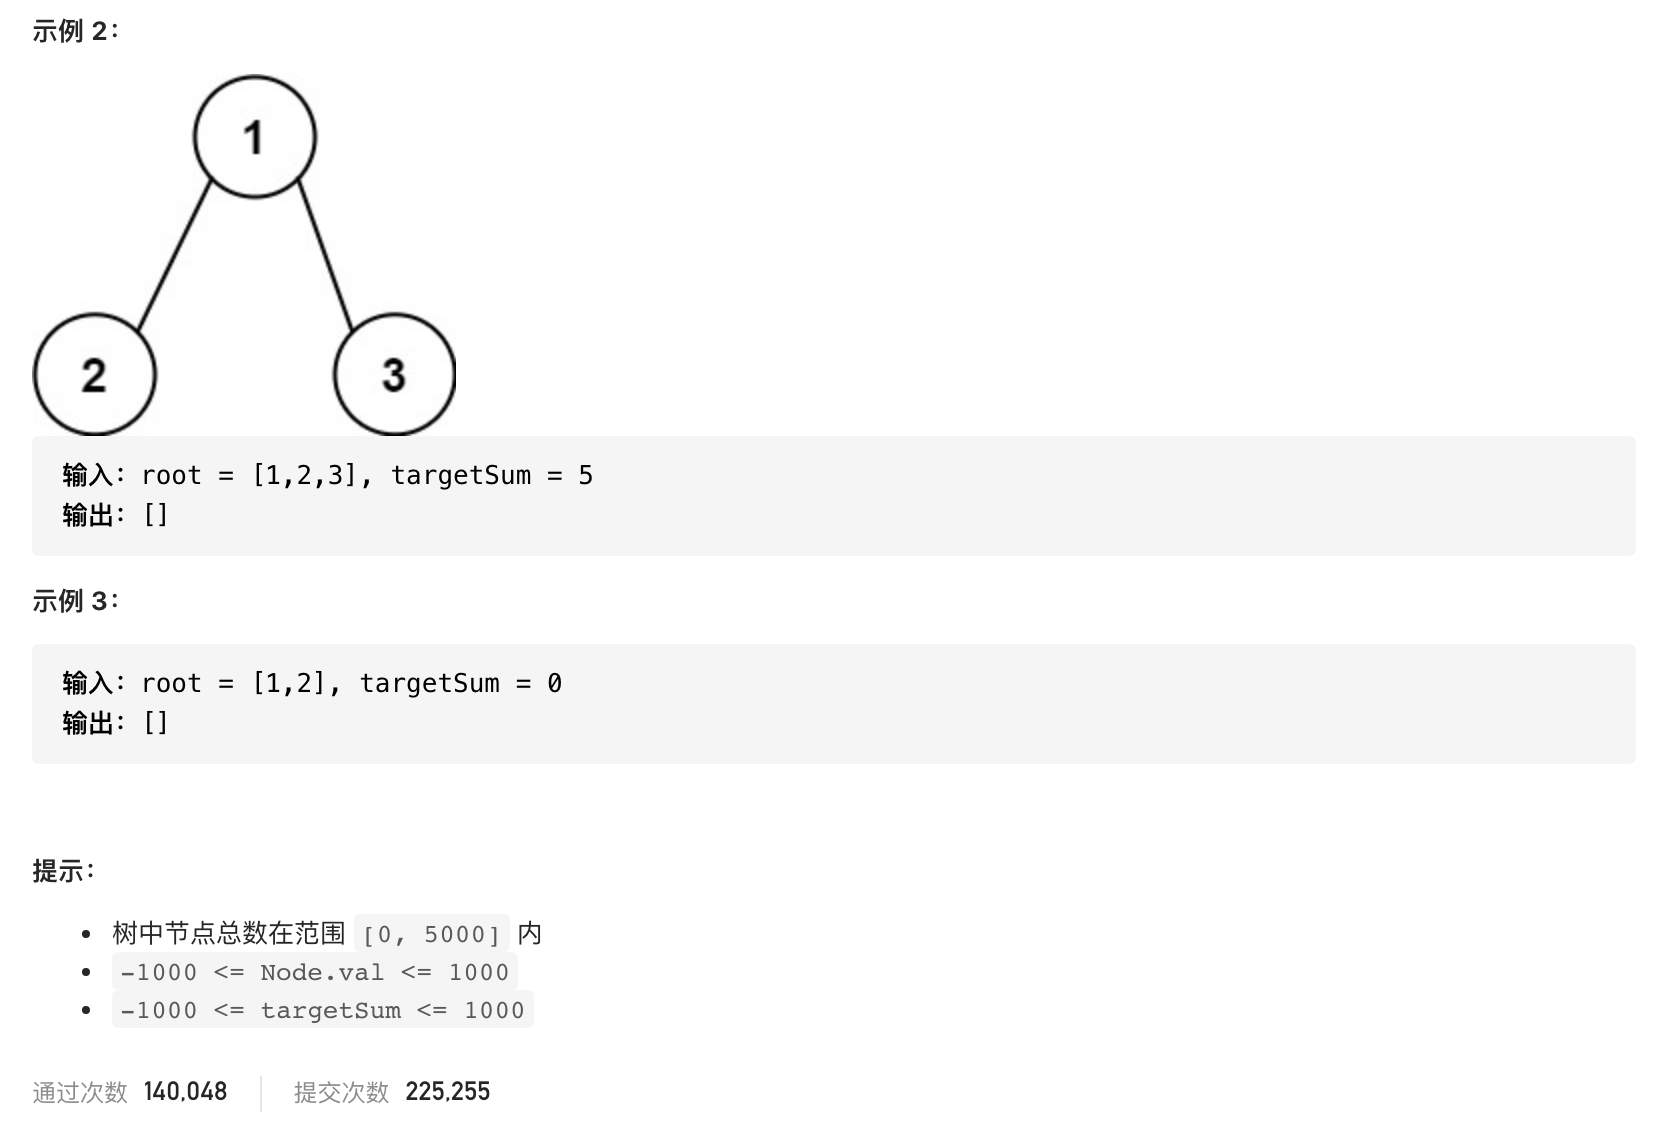 示例 2：
1
2
3
输入：root = [1,2,3], targetSum = 5
输出：[]
示例 3：
输入：root = [1,2], targetSum = 0
输出：[]
提示：
• 树中节点总数在范围 [0, 5000] 内
• -1000 <= Node.val <= 1000
• -1000 <= targetSum <= 1000
通过次数 140,048 提交次数 225,255